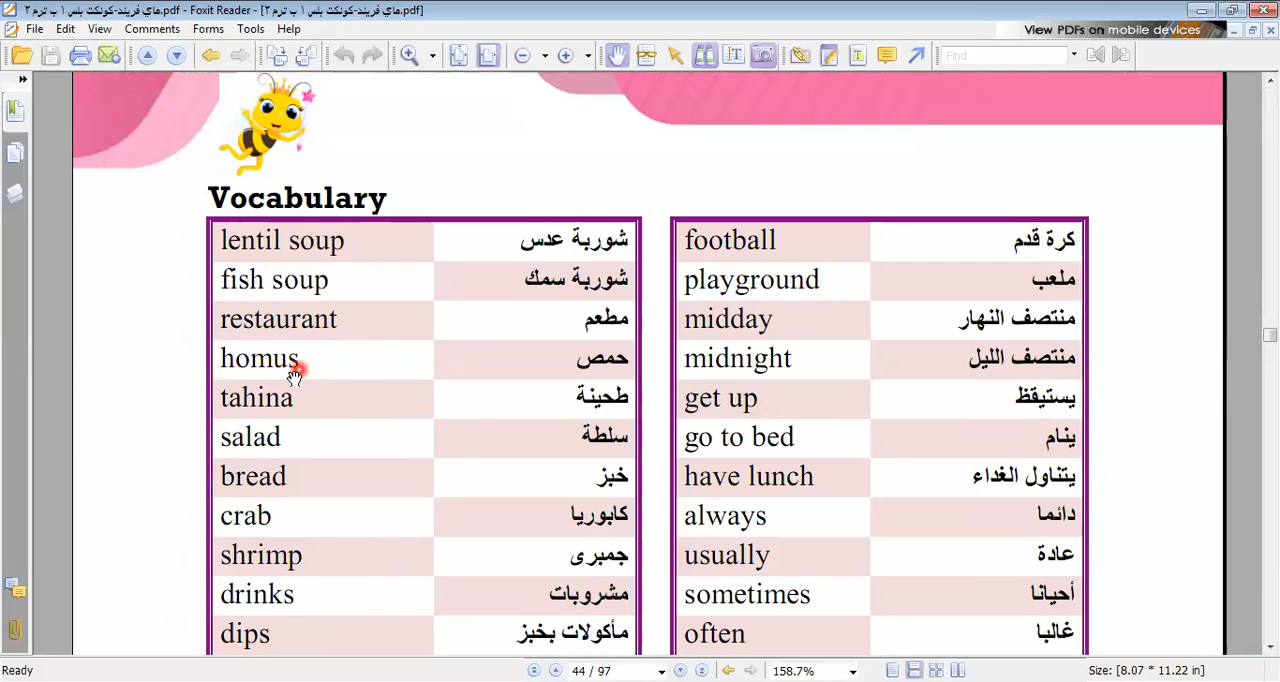 ماي فريند-كونكت بلس ١ ب ترم ٢.pdf - Foxit Reader - [ماي فريند-كونكت بلس ١ ب ترم ٢.pdf]
File Edit View Comments Forms Tools Help
View PDFs on mobile devices
Find
Vocabulary
lentil soup شوربة عدس
fish soup شوربة سمك
restaurant مطعم
homus حمص
tahina طحينة
salad سلطة
bread خبز
crab كابوريا
shrimp جمبرى
drinks مشروبات
dips مأكولات بخبز
football كرة قدم
playground ملعب
midday منتصف النهار
midnight منتصف الليل
get up يستيقظ
go to bed ينام
have lunch يتناول الغداء
always دائما
usually عادة
sometimes أحيانا
often غالبا
Ready 44 / 97 158.7% Size: [8.07 * 11.22 in]